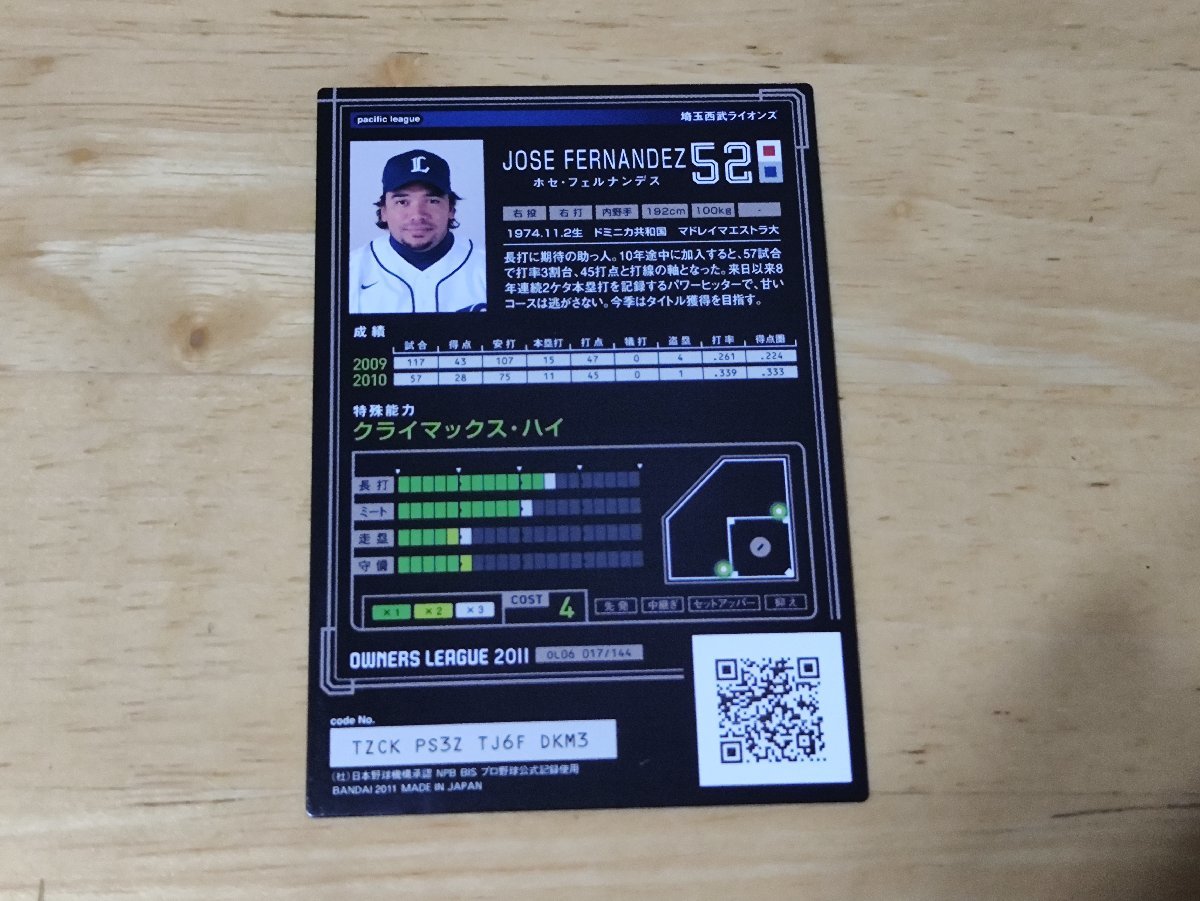 pacific league
埼玉西武ライオンズ
JOSE FERNANDEZ 52
ホセ・フェルナンデス
右投 右打 内野手 192cm 100kg -
1974.11.2生 ドミニカ共和国 マドレイマエストラ大
長打に期待の助っ人。10年途中に加入すると、57試合
で打率3割台、45打点と打線の軸となった。来日以来8
年連続2ケタ本塁打を記録するパワーヒッターで、甘い
コースは逃がさない。今季はタイトル獲得を目指す。
成績
試合 得点 安打 本塁打 打点 犠打 盗塁 打率 得点圏
2009 117 43 107 15 47 0 4 .261 .224
2010 57 28 75 11 45 0 1 .339 .333
特殊能力
クライマックス・ハイ
長打
ミート
走塁
守備
×1 ×2 ×3 COST 4 先発 中継ぎ セットアッパー 抑え
OWNERS LEAGUE 2011 OL06 017/144
code No.
TZCK PS3Z TJ6F DKM3
(社)日本野球機構承認 NPB BIS プロ野球公式記録使用
BANDAI 2011 MADE IN JAPAN
L